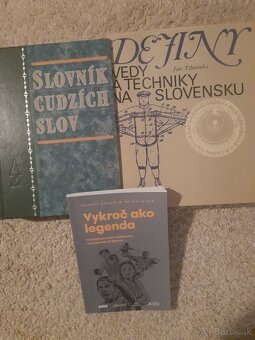 SLOVNÍK
CUDZÍCH
SLOV
A
Z
DEJINY
Ján Tibenský
VEDY
A TECHNIKY
NA SLOVENSKU
Vykroč ako
legenda